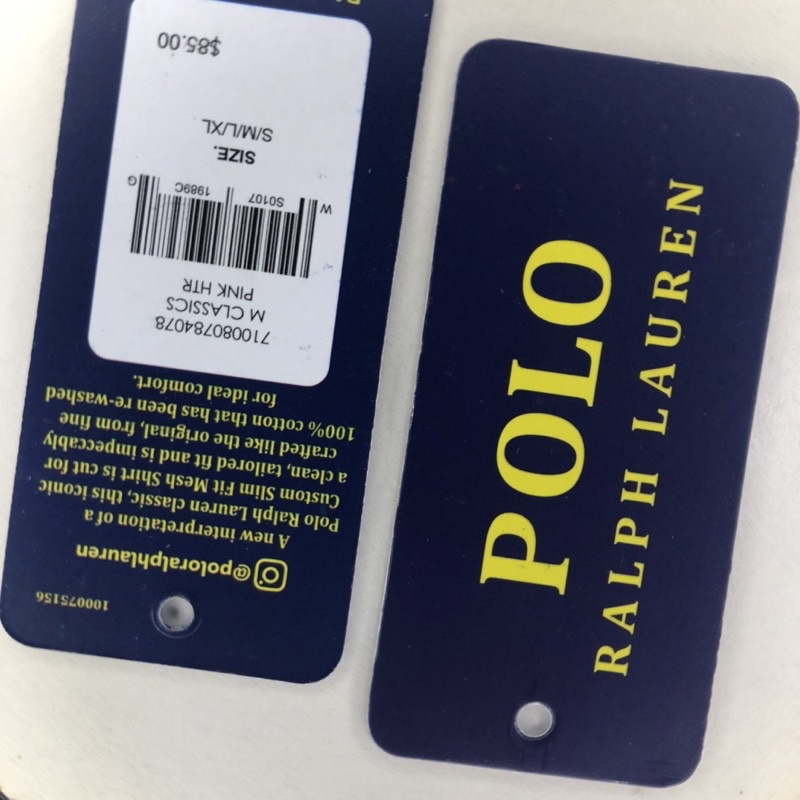 100075156
@poloralphlauren
A new interpretation of a
Polo Ralph Lauren classic, this iconic
Custom Slim Fit Mesh Shirt is cut for
a clean, tailored fit and is impeccably
crafted like the original, from fine
100% cotton that has been re-washed
for ideal comfort.
710080784078
M CLASSICS
PINK HTR
W S0107 1989C G
SIZE.
S/M/L/XL
$85.00
POLO
RALPH LAUREN